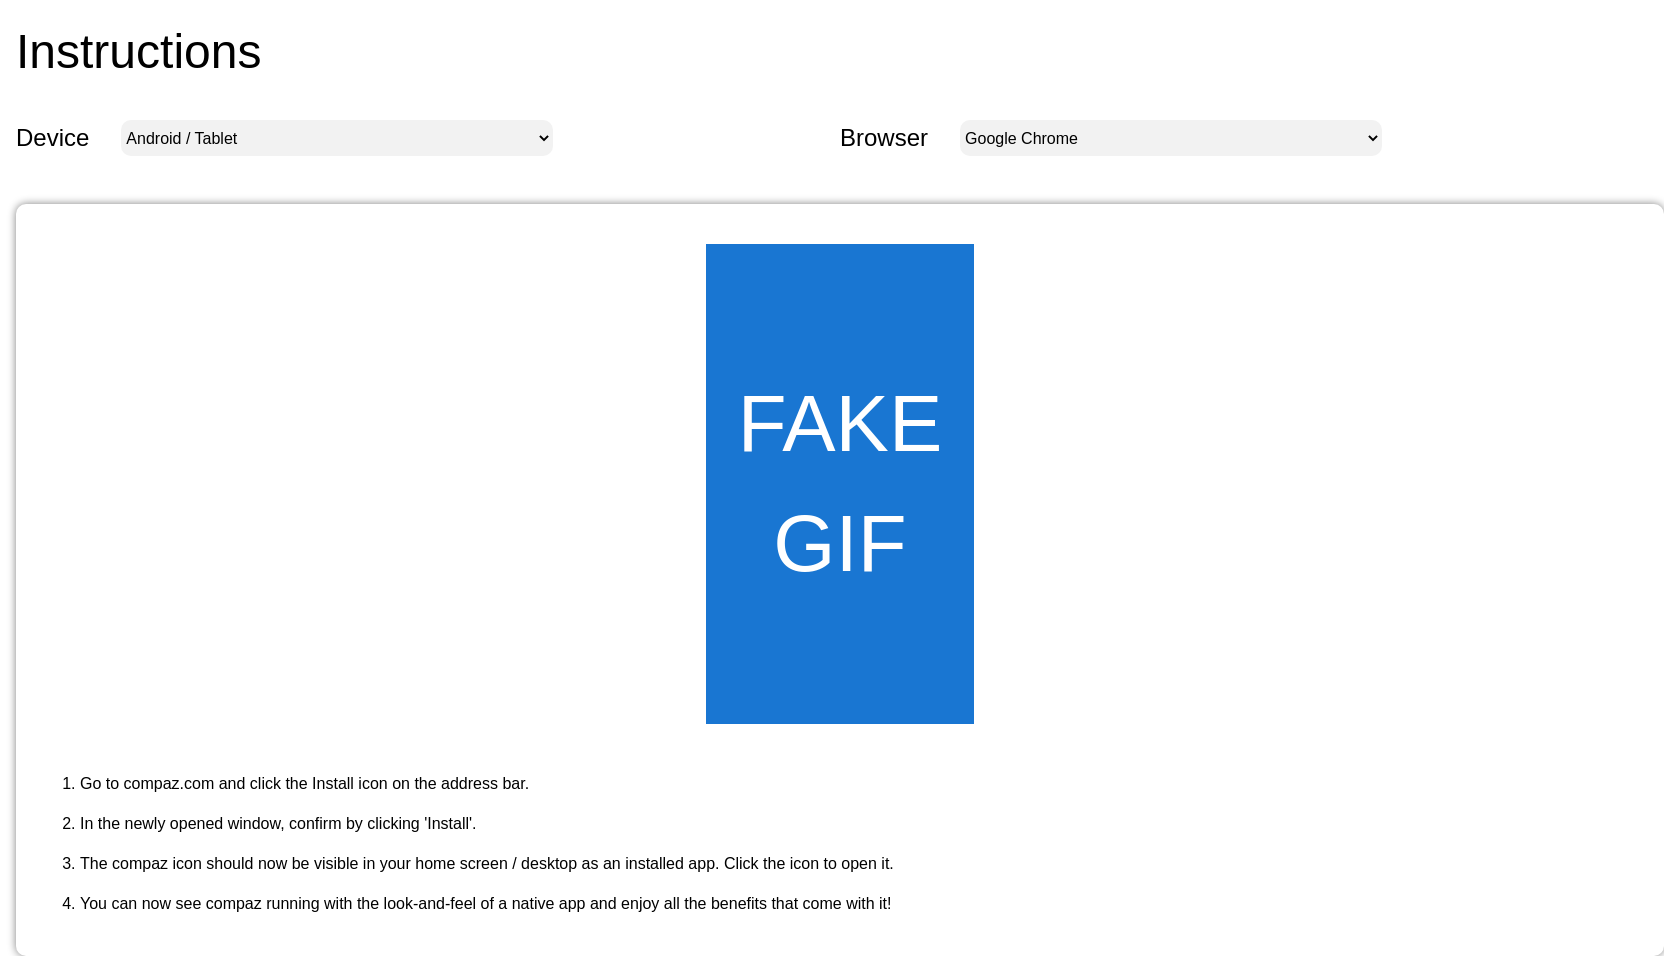 Instructions
Device Android / Tablet Browser Google Chrome
FAKE
GIF
1. Go to compaz.com and click the Install icon on the address bar.
2. In the newly opened window, confirm by clicking 'Install'.
3. The compaz icon should now be visible in your home screen / desktop as an installed app. Click the icon to open it.
4. You can now see compaz running with the look-and-feel of a native app and enjoy all the benefits that come with it!